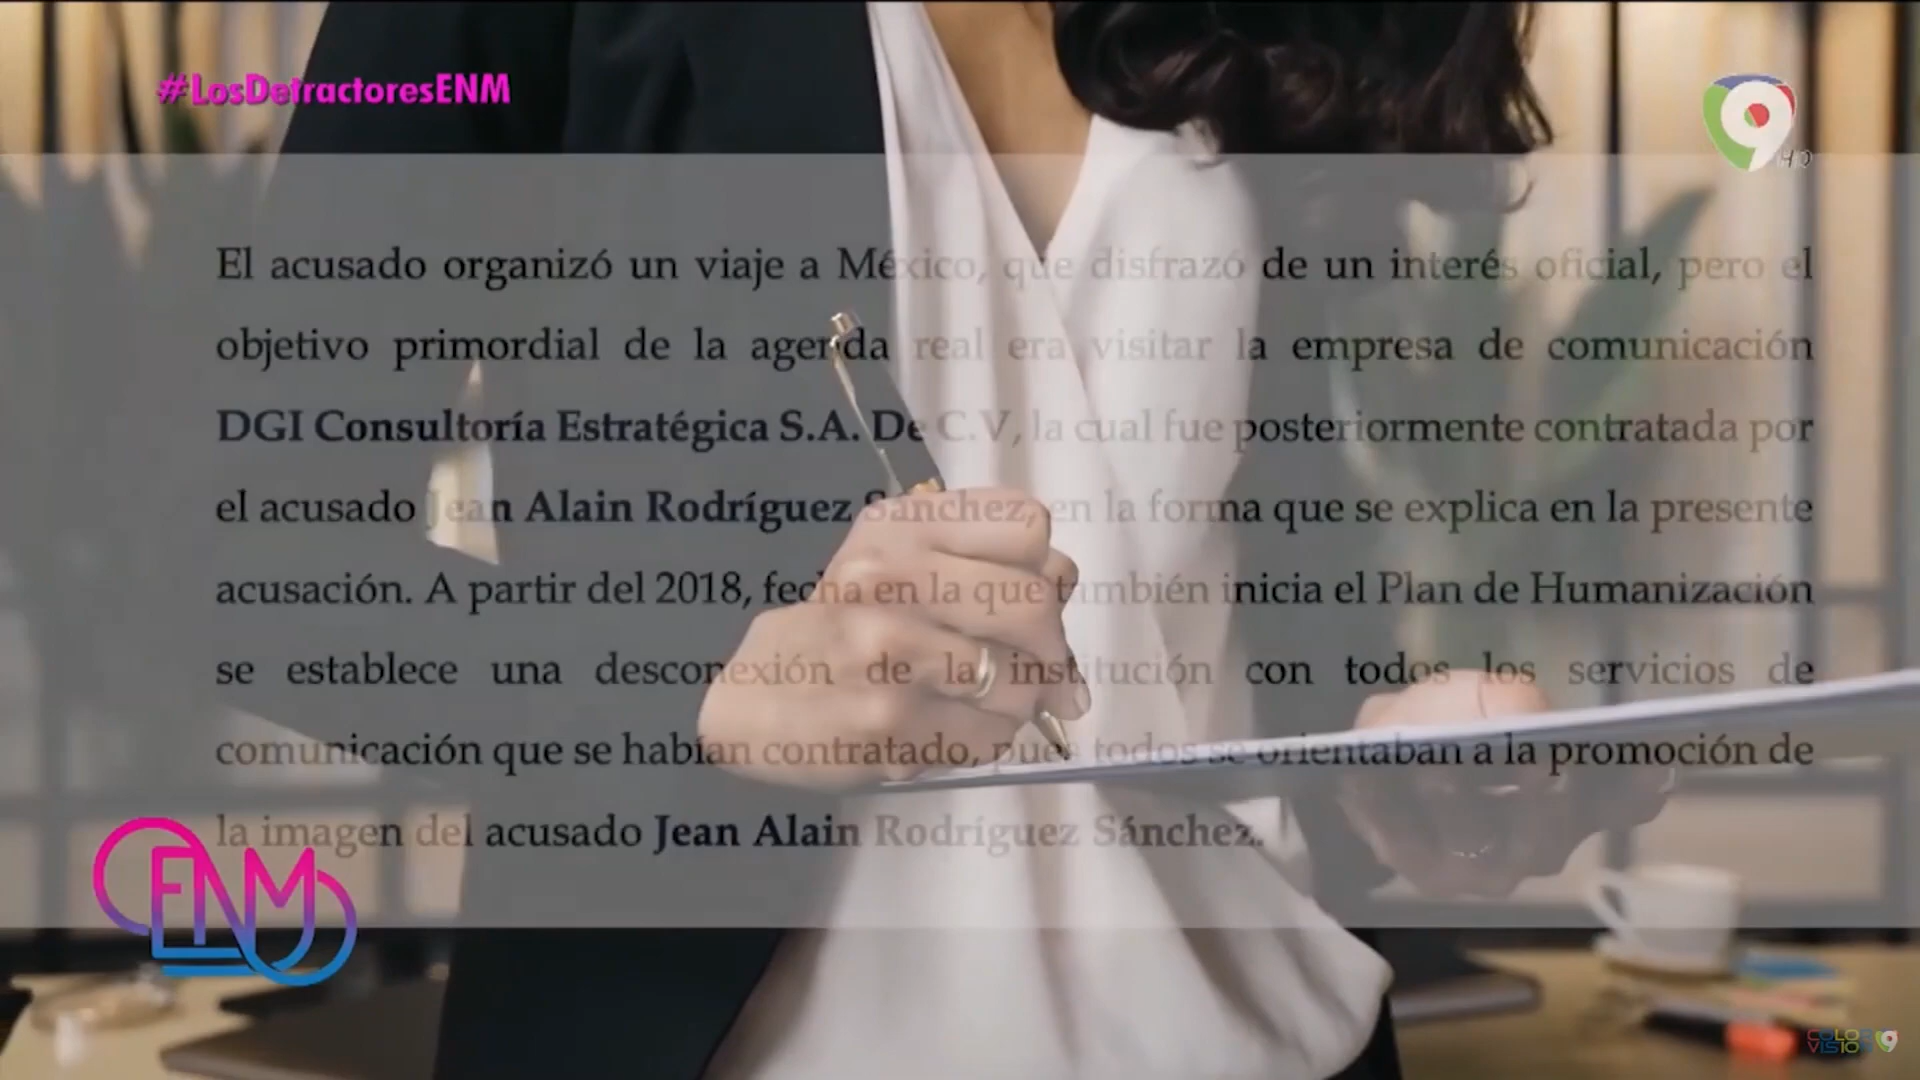 #LosDetractoresENM
9
HD
El acusado organizó un viaje a México, que disfrazó de un interés oficial, pero el
objetivo primordial de la agenda real era visitar la empresa de comunicación
DGI Consultoría Estratégica S.A. De C.V, la cual fue posteriormente contratada por
el acusado Jean Alain Rodríguez Sánchez, en la forma que se explica en la presente
acusación. A partir del 2018, fecha en la que también inicia el Plan de Humanización
se establece una desconexión de la institución con todos los servicios de
comunicación que se habían contratado, pues todos se orientaban a la promoción de
la imagen del acusado Jean Alain Rodríguez Sánchez.
ENM
COLOR
VISION 9